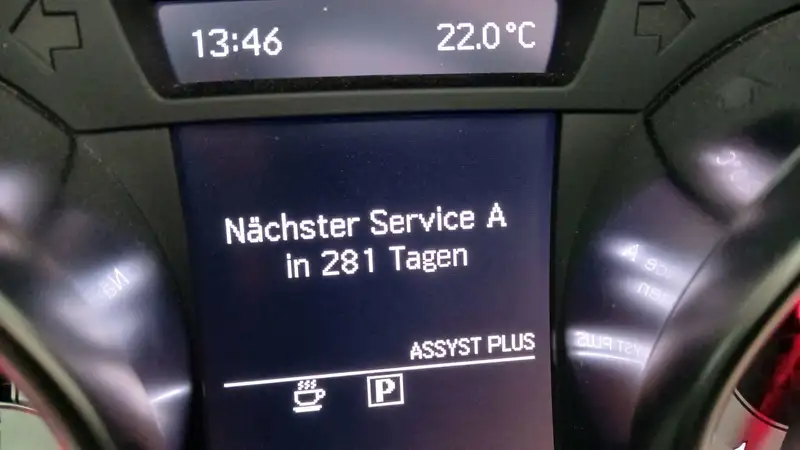 13:46 22.0°C
Nächster Service A
in 281 Tagen
ASSYST PLUS
P